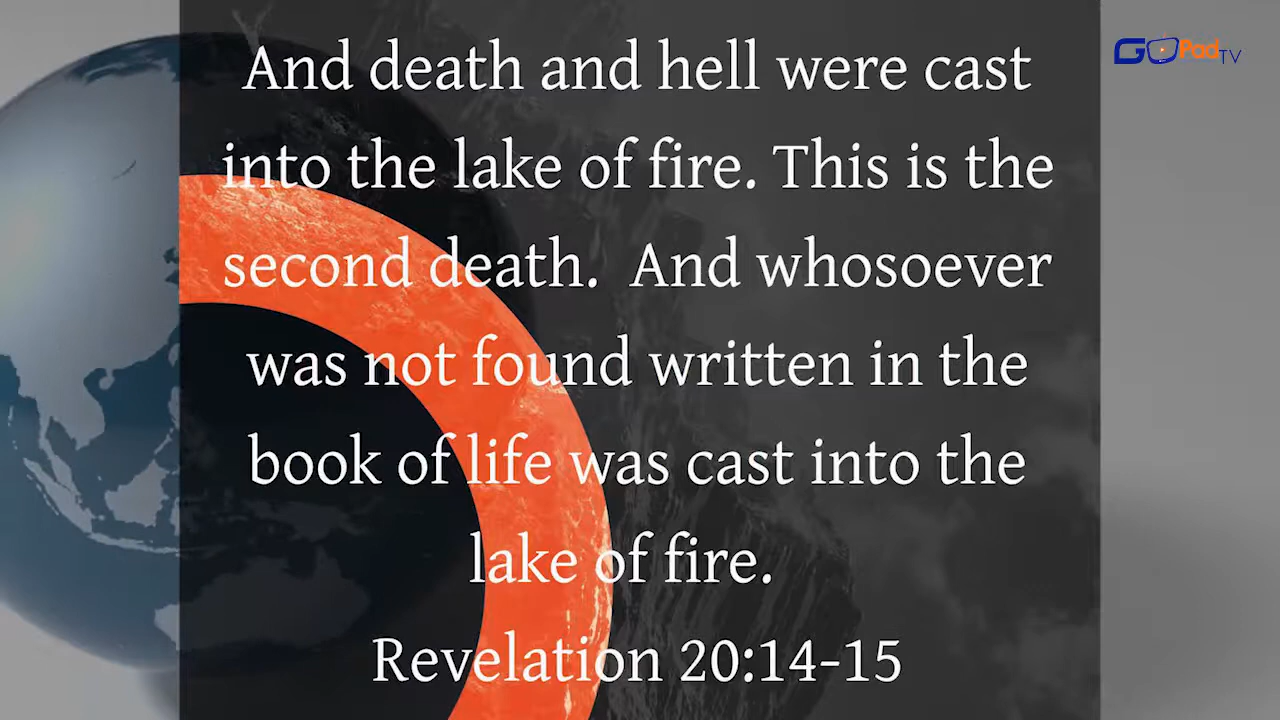 GOPodTV
And death and hell were cast
into the lake of fire. This is the
second death.  And whosoever
was not found written in the
book of life was cast into the
lake of fire.
Revelation 20:14-15